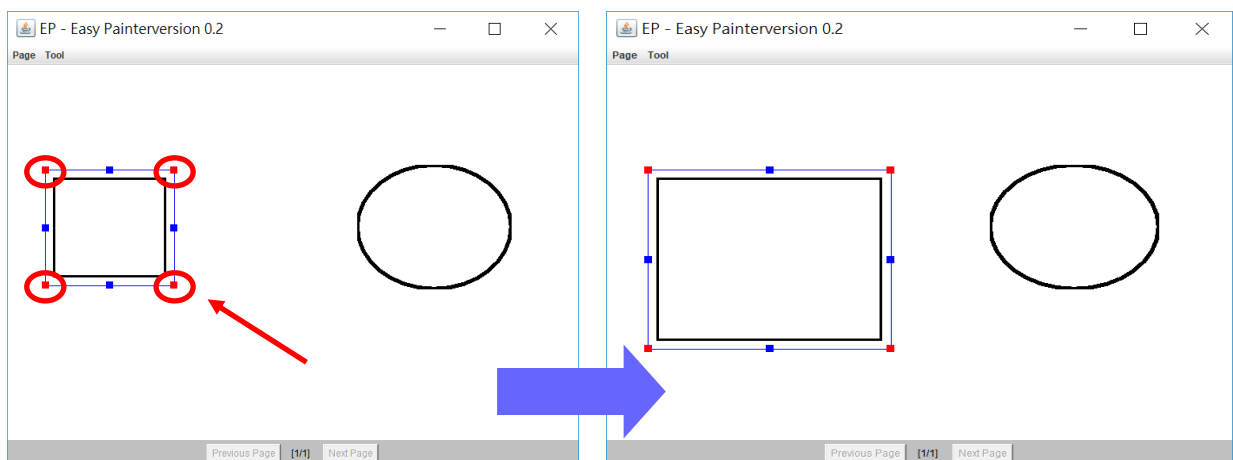 EP - Easy Painterversion 0.2
Page Tool
Previous Page [1/1] Next Page
EP - Easy Painterversion 0.2
Page Tool
Previous Page [1/1] Next Page